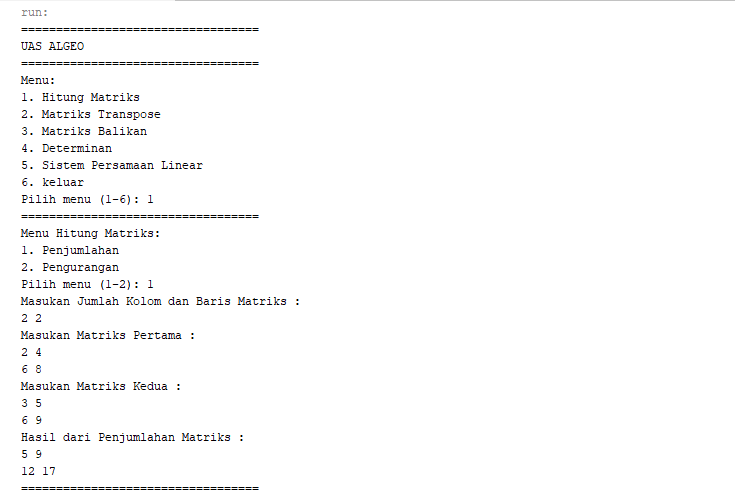 run:
==================================
UAS ALGEO
==================================
Menu:
1. Hitung Matriks
2. Matriks Transpose
3. Matriks Balikan
4. Determinan
5. Sistem Persamaan Linear
6. keluar
Pilih menu (1-6): 1
==================================
Menu Hitung Matriks:
1. Penjumlahan
2. Pengurangan
Pilih menu (1-2): 1
Masukan Jumlah Kolom dan Baris Matriks :
2 2
Masukan Matriks Pertama :
2 4
6 8
Masukan Matriks Kedua :
3 5
6 9
Hasil dari Penjumlahan Matriks :
5 9
12 17
==================================